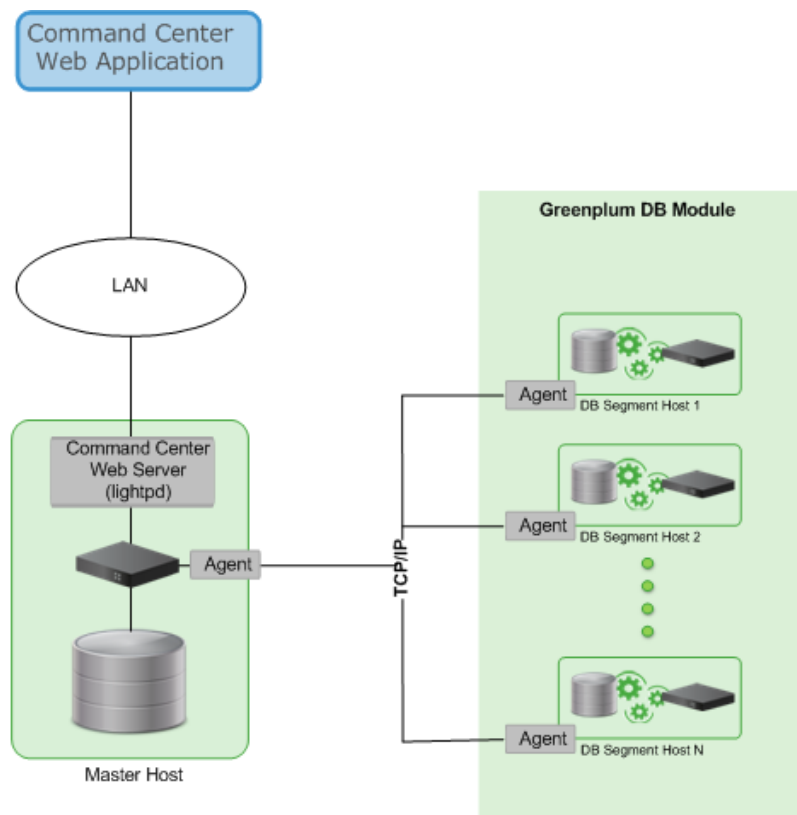 Command Center
Web Application
LAN
Command Center
Web Server
(lightpd)
Agent
Master Host
TCP/IP
Greenplum DB Module
Agent
DB Segment Host 1
Agent
DB Segment Host 2
Agent
DB Segment Host N